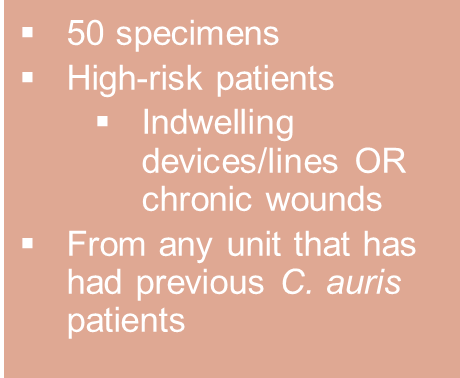 ▪ 50 specimens
▪ High-risk patients
▪ Indwelling
devices/lines OR
chronic wounds
▪ From any unit that has
had previous C. auris
patients